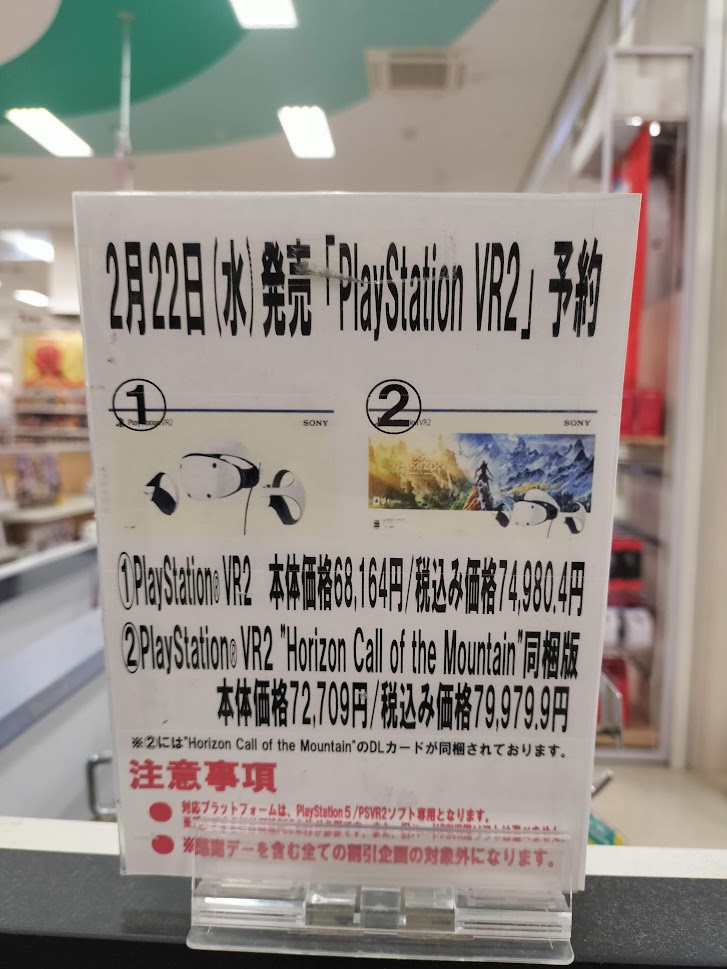 2月22日(水)発売「PlayStation VR2」予約
① ②
SONY SONY
①PlayStation®VR2 本体価格68,164円/税込み価格74,980.4円
②PlayStation®VR2 "Horizon Call of the Mountain"同梱版
本体価格72,709円/税込み価格79,979.9円
※②には"Horizon Call of the Mountain"のDLカードが同梱されております。
注意事項
● 対応プラットフォームは、PlayStation5/PSVR2ソフト専用となります。
● ※感謝デーを含む全ての割引企画の対象外になります。